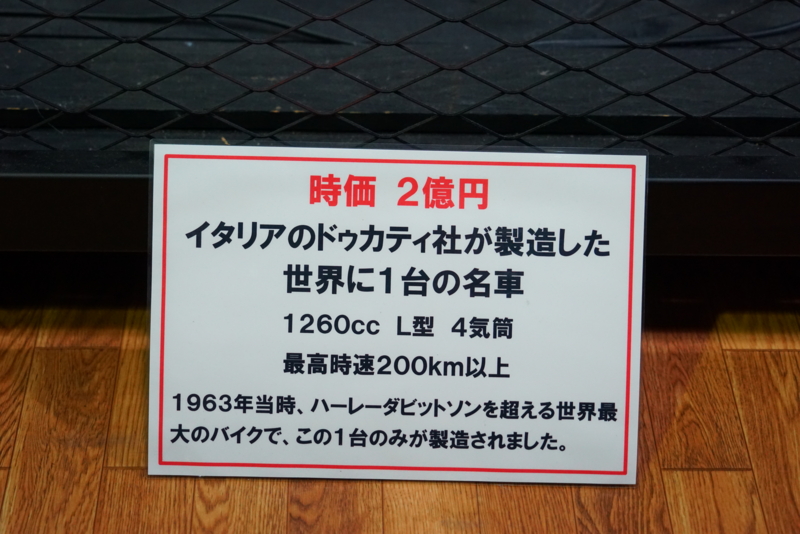 時価 2億円
イタリアのドゥカティ社が製造した
世界に1台の名車
1260cc L型 4気筒
最高時速200km以上
1963年当時、ハーレーダビットソンを超える世界最
大のバイクで、この1台のみが製造されました。